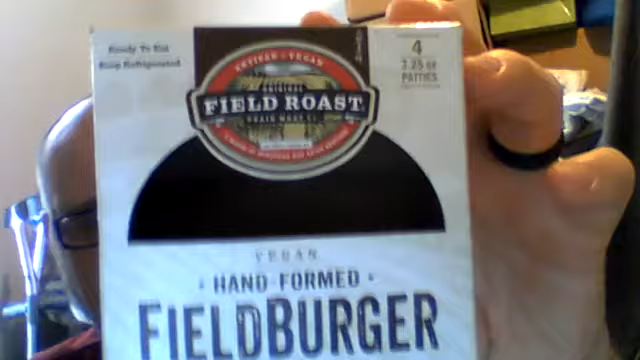 Ready To Eat
Keep Refrigerated
4
3.25 oz
PATTIES
ARTISAN • VEGAN
ORIGINAL
FIELD ROAST
GRAIN MEAT CO.
VEGAN
• HAND-FORMED •
FIELDBURGER